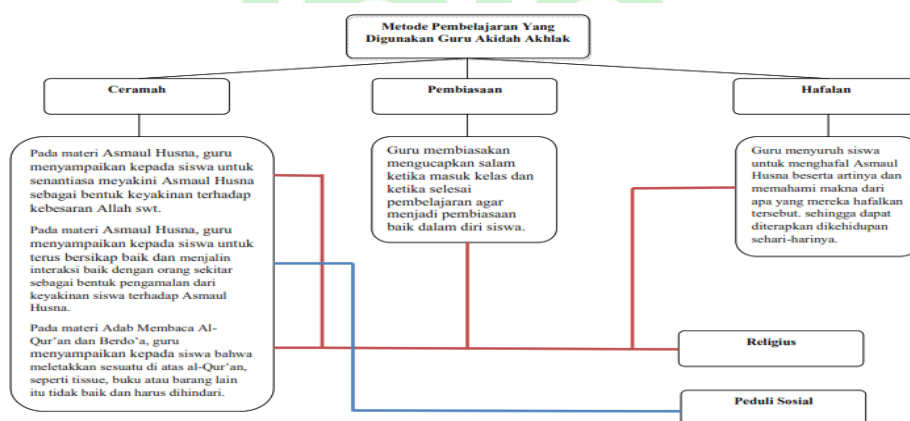 Metode Pembelajaran Yang
Digunakan Guru Akidah Akhlak
Ceramah
Pembiasaan
Hafalan
Pada materi Asmaul Husna, guru
menyampaikan kepada siswa untuk
senantiasa meyakini Asmaul Husna
sebagai bentuk keyakinan terhadap
kebesaran Allah swt.
Pada materi Asmaul Husna, guru
menyampaikan kepada siswa untuk
terus bersikap baik dan menjalin
interaksi baik dengan orang sekitar
sebagai bentuk pengamalan dari
keyakinan siswa terhadap Asmaul
Husna.
Pada materi Adab Membaca Al-
Qur'an dan Berdo'a, guru
menyampaikan kepada siswa bahwa
meletakkan sesuatu di atas al-Qur'an,
seperti tissue, buku atau barang lain
itu tidak baik dan harus dihindari.
Guru membiasakan
mengucapkan salam
ketika masuk kelas dan
ketika selesai
pembelajaran agar
menjadi pembiasaan
baik dalam diri siswa.
Guru menyuruh siswa
untuk menghafal Asmaul
Husna beserta artinya dan
memahami makna dari
apa yang mereka hafalkan
tersebut. sehingga dapat
diterapkan dikehidupan
sehari-harinya.
Religius
Peduli Sosial